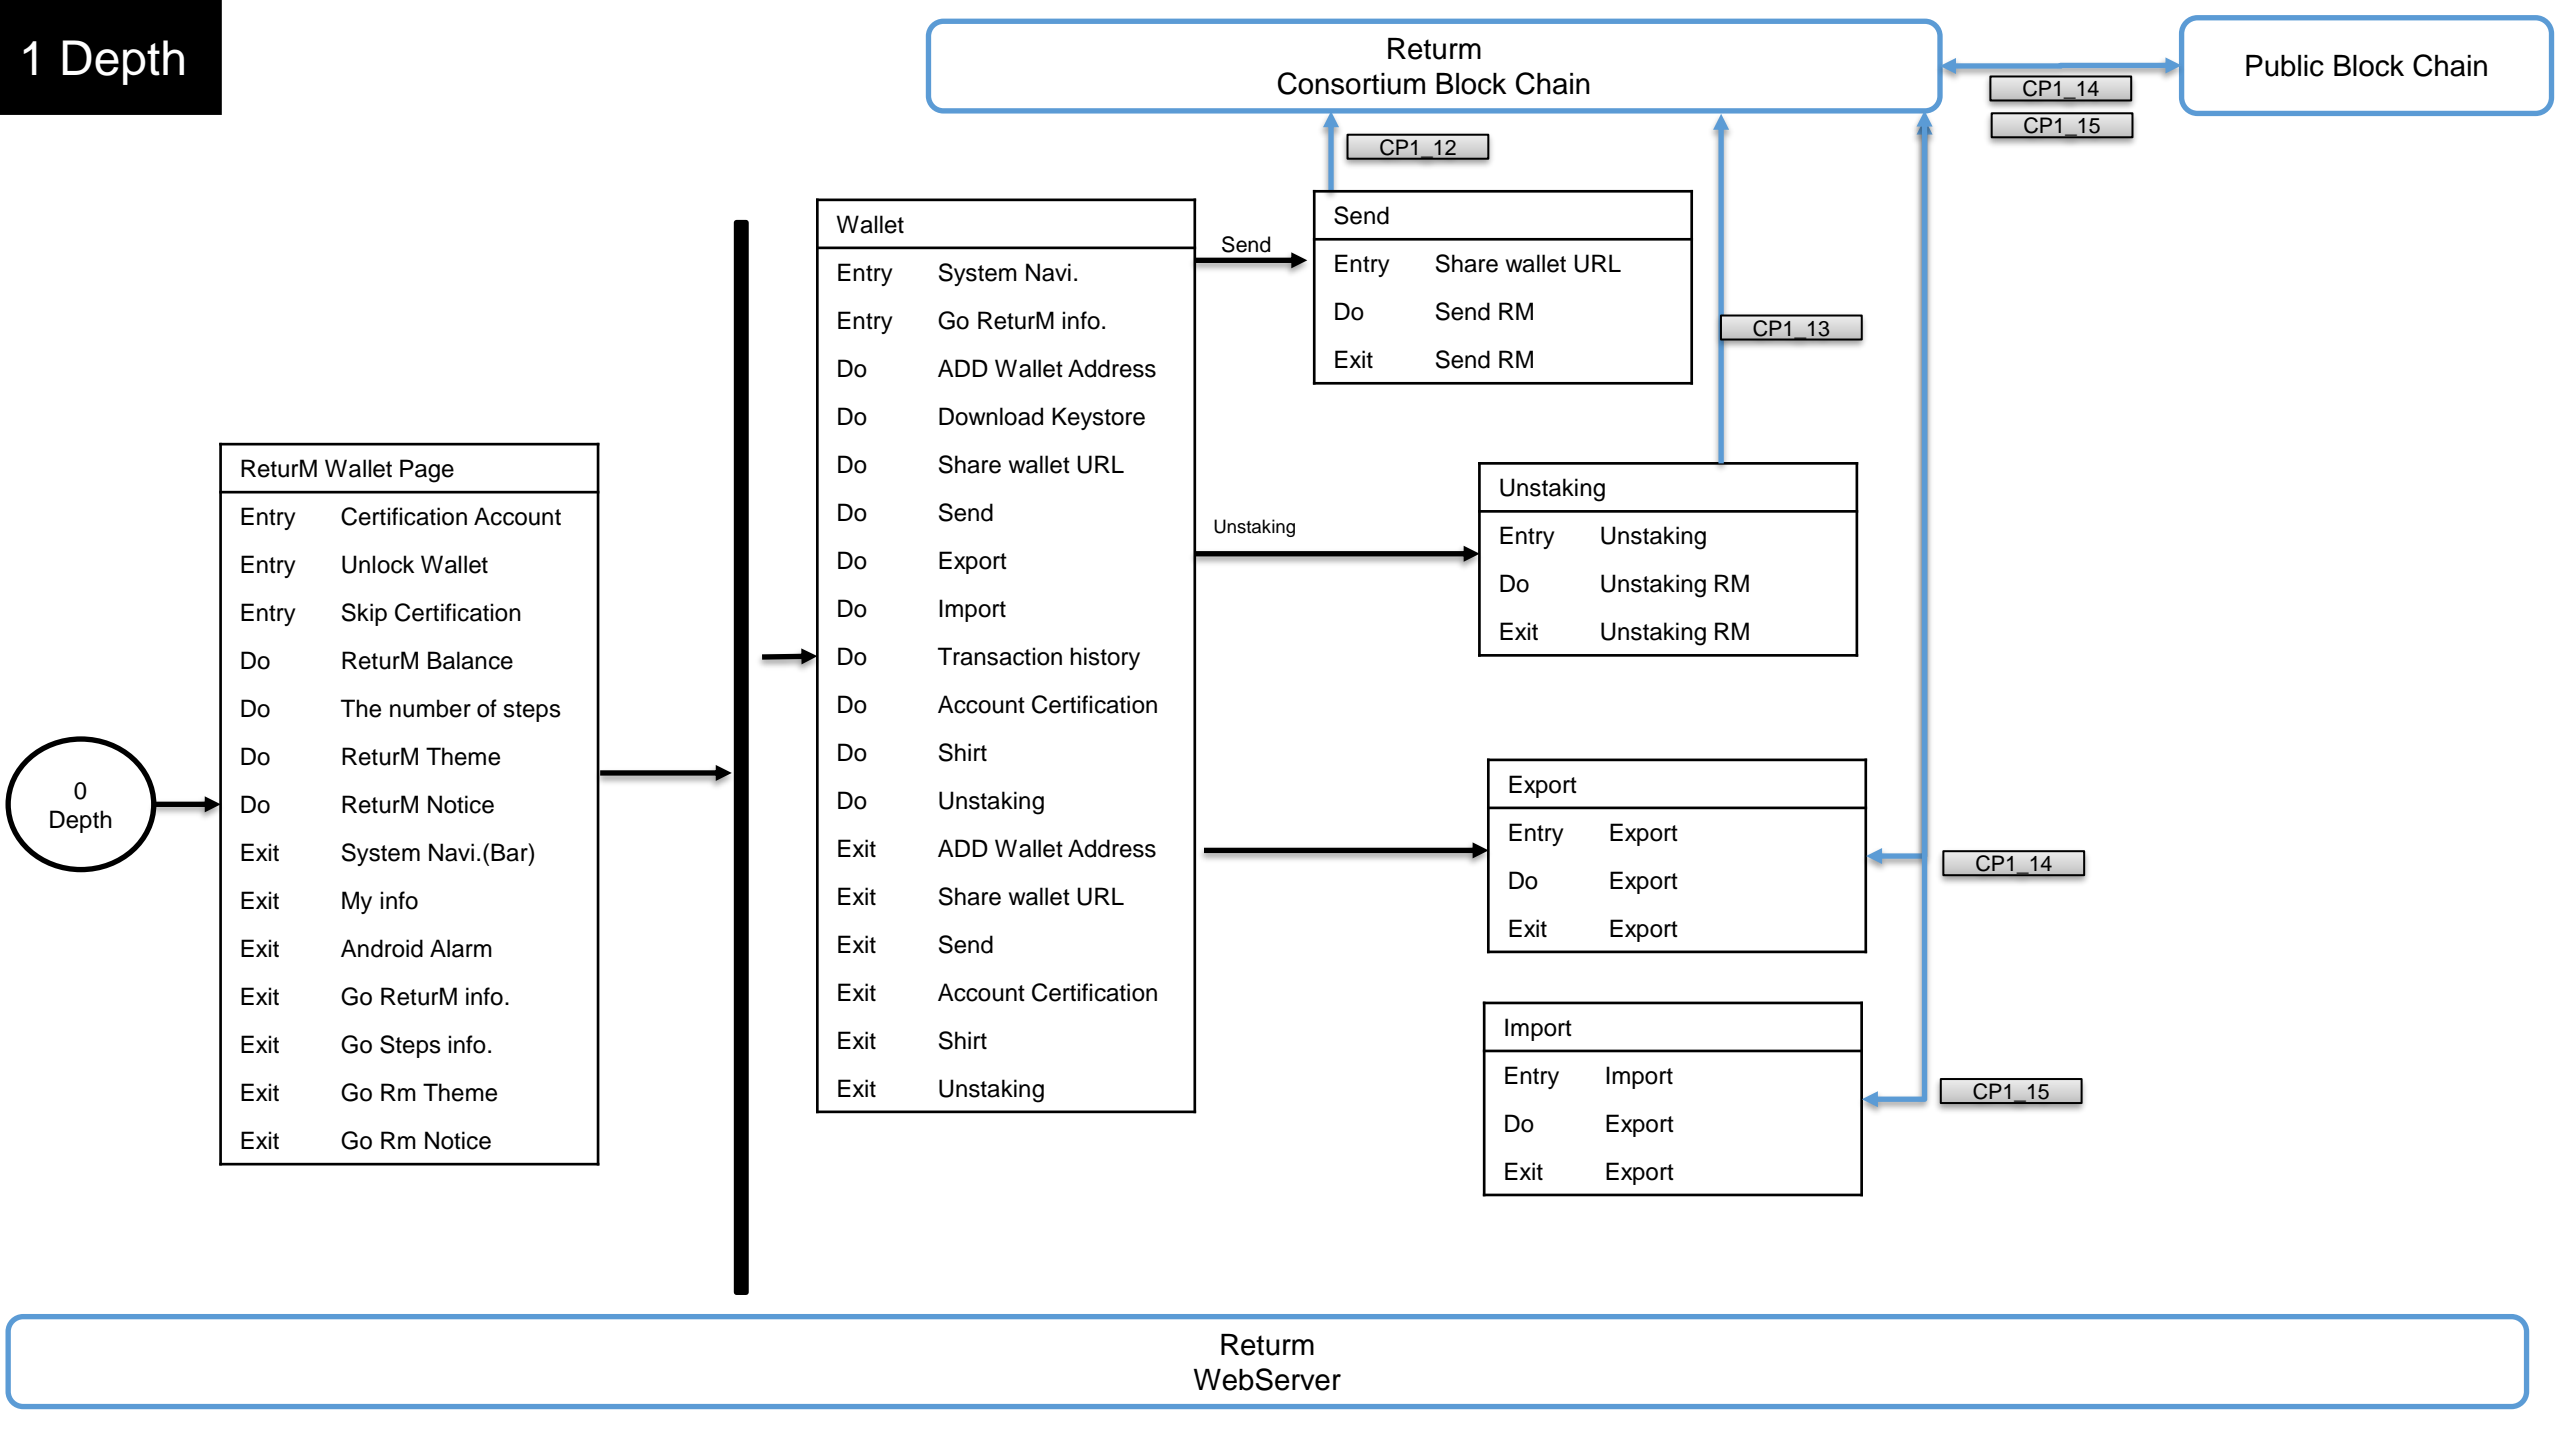 1 Depth
Returm
Consortium Block Chain
Public Block Chain
CP1_14
CP1_15
CP1_12
CP1_13
CP1_14
CP1_15
0
Depth
ReturM Wallet Page
Entry Certification Account
Entry Unlock Wallet
Entry Skip Certification
Do ReturM Balance
Do The number of steps
Do ReturM Theme
Do ReturM Notice
Exit System Navi.(Bar)
Exit My info
Exit Android Alarm
Exit Go ReturM info.
Exit Go Steps info.
Exit Go Rm Theme
Exit Go Rm Notice
Wallet
Entry System Navi.
Entry Go ReturM info.
Do ADD Wallet Address
Do Download Keystore
Do Share wallet URL
Do Send
Do Export
Do Import
Do Transaction history
Do Account Certification
Do Shirt
Do Unstaking
Exit ADD Wallet Address
Exit Share wallet URL
Exit Send
Exit Account Certification
Exit Shirt
Exit Unstaking
Send
Unstaking
Send
Entry Share wallet URL
Do Send RM
Exit Send RM
Unstaking
Entry Unstaking
Do Unstaking RM
Exit Unstaking RM
Export
Entry Export
Do Export
Exit Export
Import
Entry Import
Do Export
Exit Export
Returm
WebServer